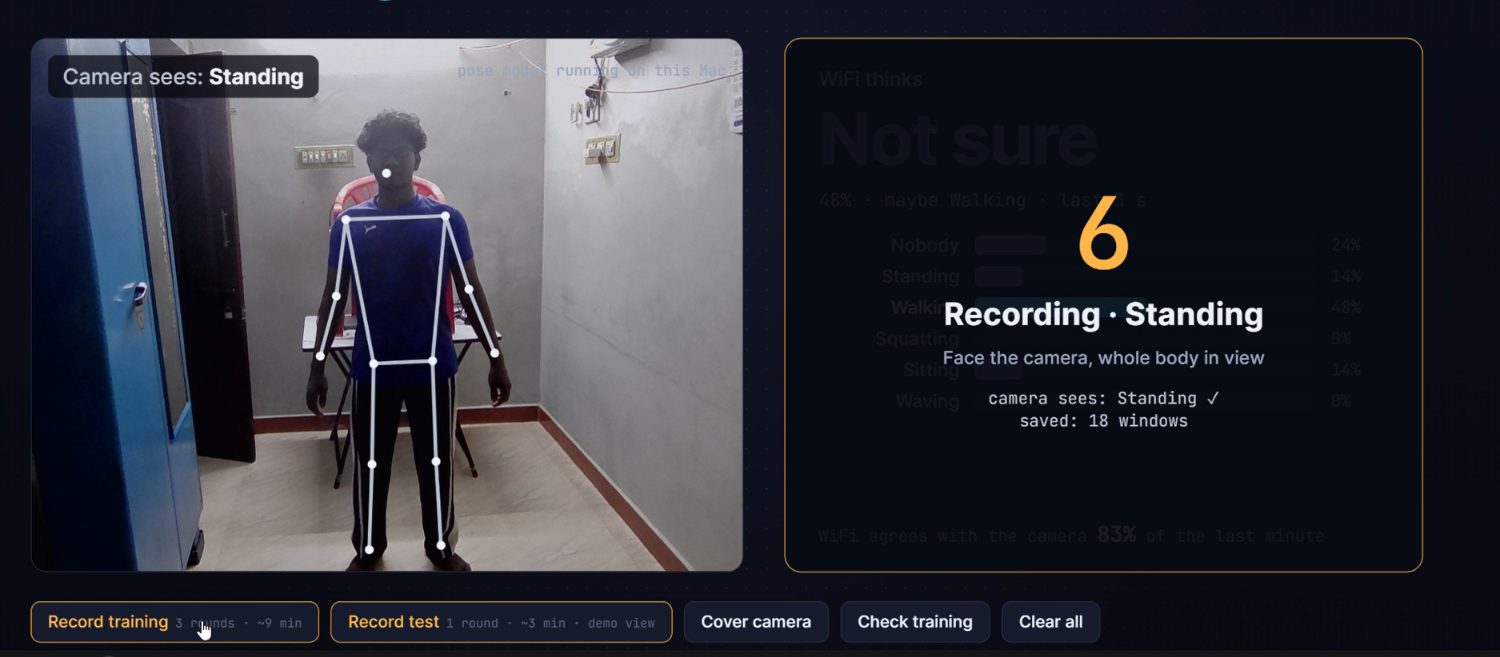 Camera sees: Standing
pose model running on this Mac
WiFi thinks
Not sure
48% · maybe Walking · last s
6
Nobody 24%
Standing 14%
Walking 48%
Squatting 8%
Sitting 14%
Waving 0%
Recording · Standing
Face the camera, whole body in view
camera sees: Standing ✓
saved: 18 windows
WiFi agrees with the camera 83% of the last minute
Record training 3 rounds · ~9 min
Record test 1 round · ~3 min · demo view
Cover camera
Check training
Clear all